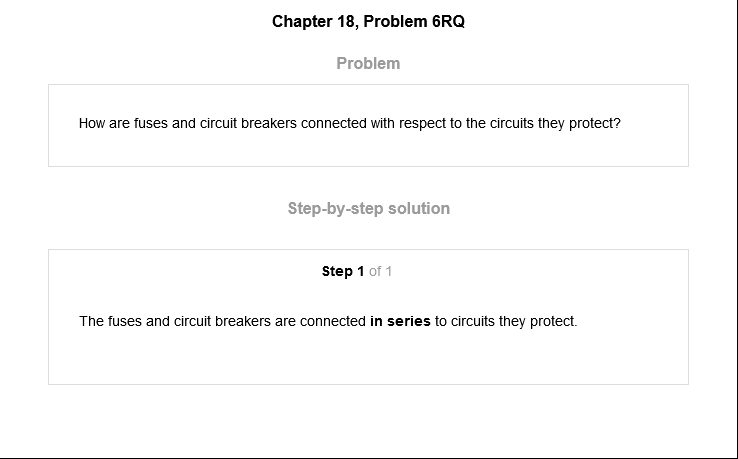 Chapter 18, Problem 6RQ
Problem
How are fuses and circuit breakers connected with respect to the circuits they protect?
Step-by-step solution
Step 1 of 1
The fuses and circuit breakers are connected in series to circuits they protect.